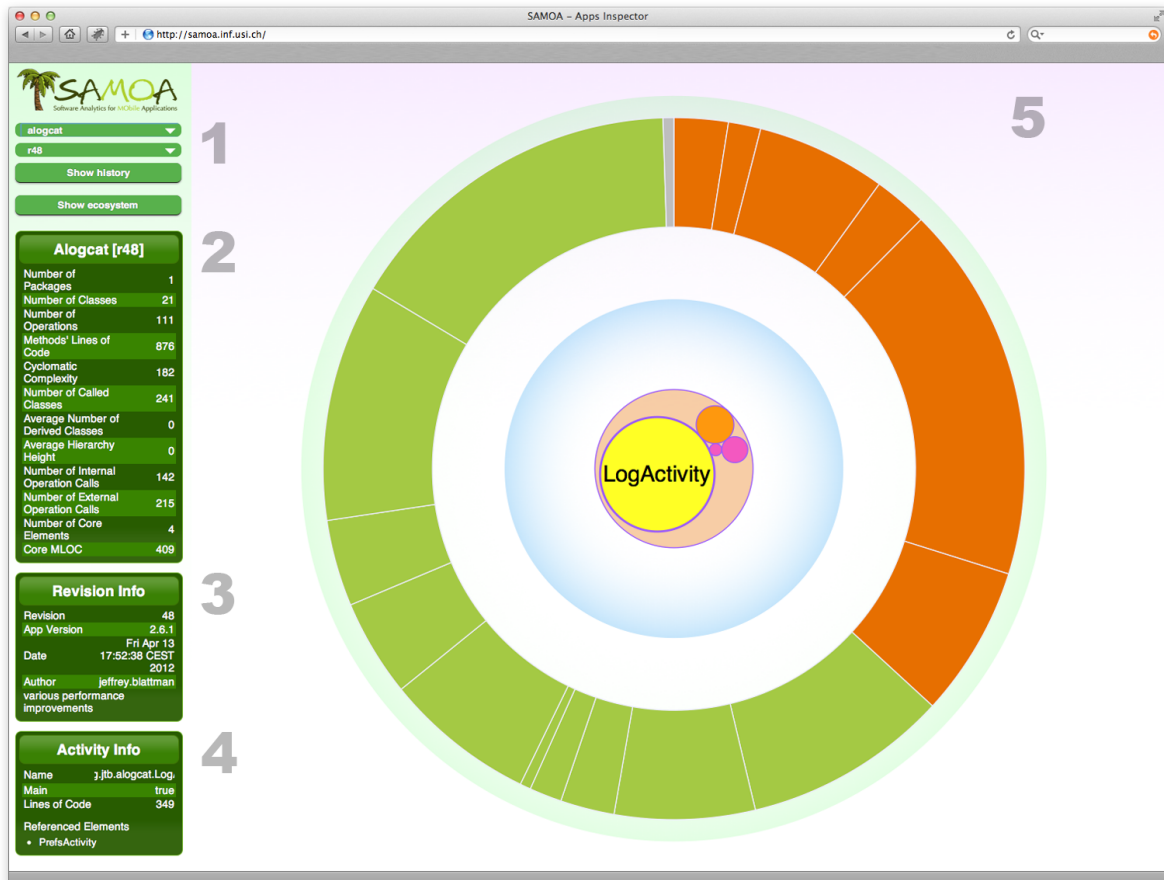 SAMOA – Apps Inspector
http://samoa.inf.usi.ch/
SAMOA
Software Analytics for MObile Applications
alogcat
r48
Show history
Show ecosystem
1
2
Alogcat [r48]
Number of
Packages 1
Number of Classes 21
Number of
Operations 111
Methods' Lines of
Code 876
Cyclomatic
Complexity 182
Number of Called
Classes 241
Average Number of
Derived Classes 0
Average Hierarchy
Height 0
Number of Internal
Operation Calls 142
Number of External
Operation Calls 215
Number of Core
Elements 4
Core MLOC 409
3
Revision Info
Revision 48
App Version 2.6.1
Date Fri Apr 13
17:52:38 CEST
2012
Author jeffrey.blattman
various performance
improvements
4
Activity Info
Name g.jtb.alogcat.Log
Main true
Lines of Code 349
Referenced Elements
• PrefsActivity
5
LogActivity